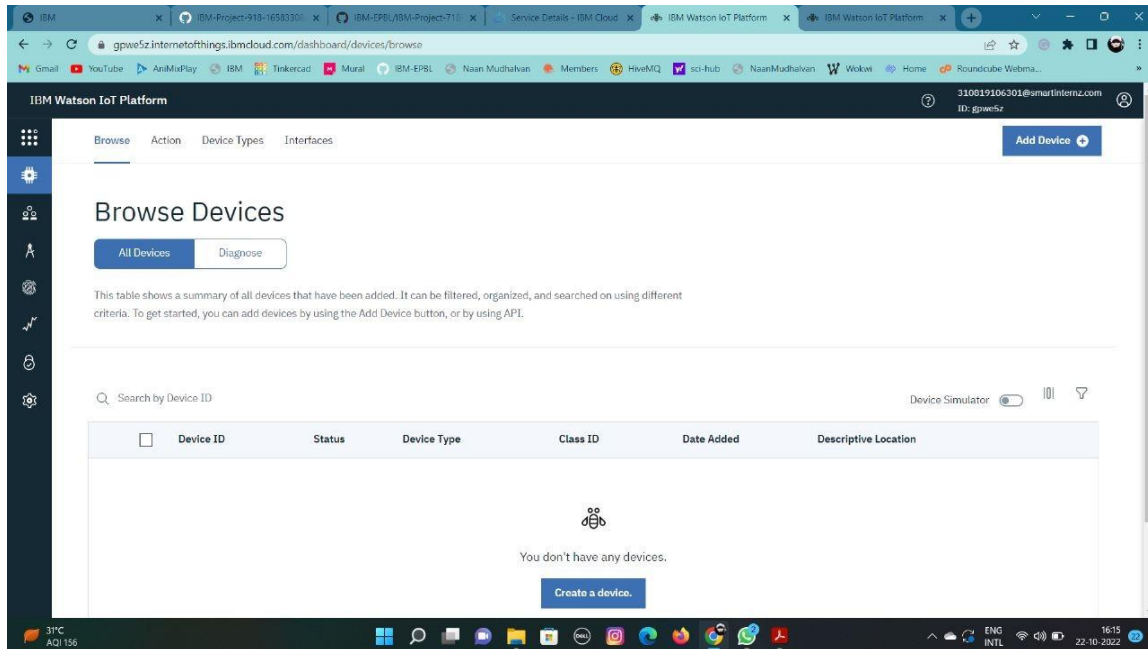 IBM
IBM-Project-918-16583308
IBM-EPBL/IBM-Project-71
Service Details - IBM Cloud
IBM Watson IoT Platform
IBM Watson IoT Platform
gpwe5z.internetofthings.ibmcloud.com/dashboard/devices/browse
Gmail YouTube AniMixPlay IBM Tinkercad Mural IBM-EPBL Naan Mudhalvan Members HiveMQ sci-hub NaanMudhalvan Wokwi Home Roundcube Webma...
IBM Watson IoT Platform
310819106301@smartinternz.com
ID: gpwe5z
Browse Action Device Types Interfaces
Add Device
Browse Devices
All Devices Diagnose
This table shows a summary of all devices that have been added. It can be filtered, organized, and searched on using different
criteria. To get started, you can add devices by using the Add Device button, or by using API.
Search by Device ID
Device Simulator
Device ID Status Device Type Class ID Date Added Descriptive Location
You don't have any devices.
Create a device.
31°C
AQI 156
DELL
ENG
INTL
16:15
22-10-2022
22